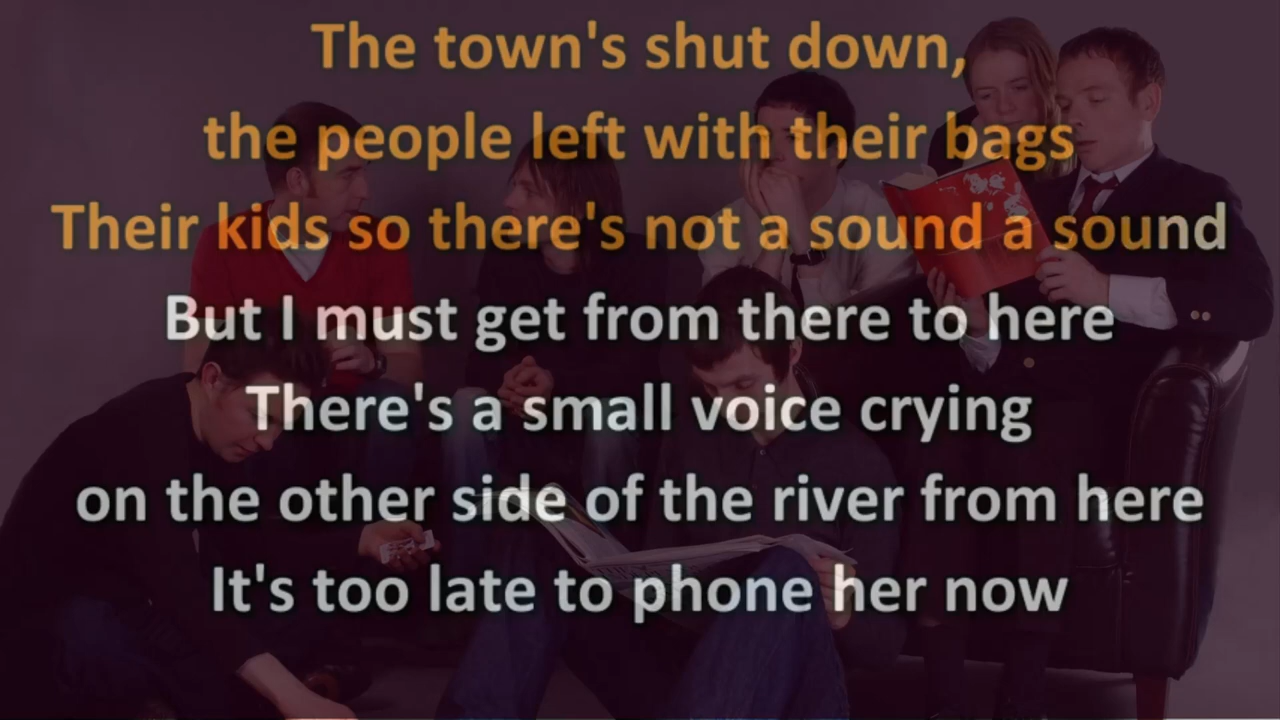 The town's shut down,
the people left with their bags
Their kids so there's not a sound a sound
But I must get from there to here
There's a small voice crying
on the other side of the river from here
It's too late to phone her now